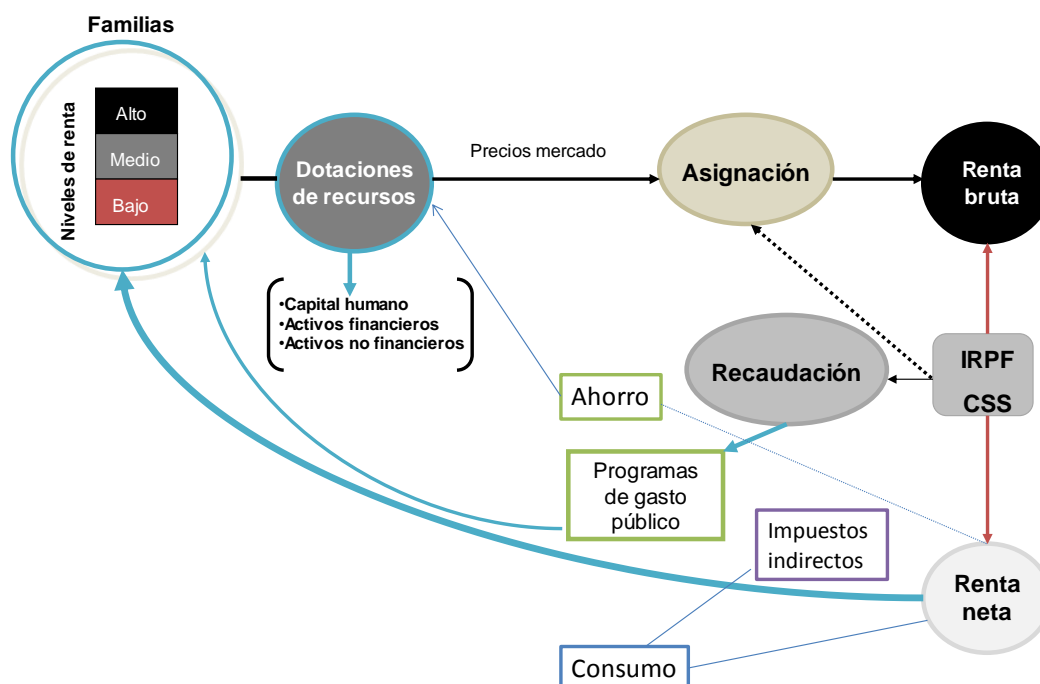 Familias
Niveles de renta
Alto
Medio
Bajo
Dotaciones
de recursos
Precios mercado
Asignación
Renta
bruta
•Capital humano
•Activos financieros
•Activos no financieros
Recaudación
IRPF
CSS
Ahorro
Programas
de gasto
público
Impuestos
indirectos
Renta
neta
Consumo